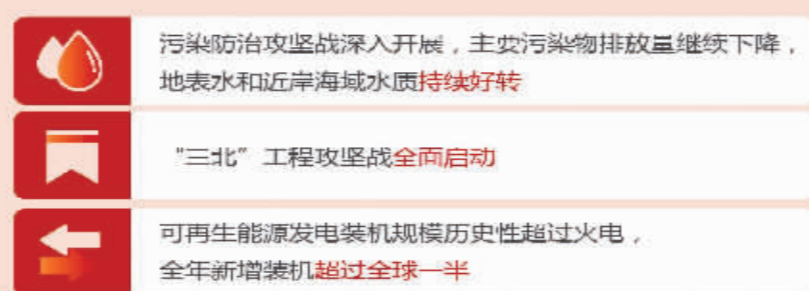 污染防治攻坚战深入开展，主要污染物排放量继续下降，
地表水和近岸海域水质持续好转
“三北”工程攻坚战全面启动
可再生能源发电装机规模历史性超过火电，
全年新增装机超过全球一半